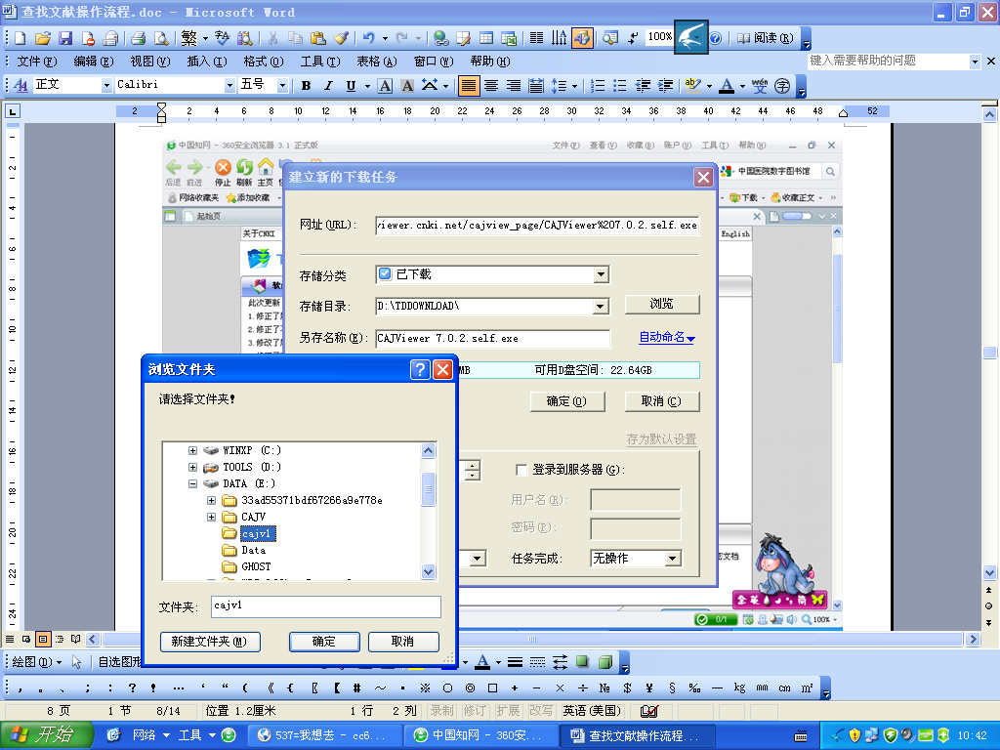 查找文献操作流程.doc - Microsoft Word
繁 100% 阅读(R)
文件(F) 编辑(E) 视图(V) 插入(I) 格式(O) 工具(T) 表格(A) 窗口(W) 帮助(H) 键入需要帮助的问题
正文 Calibri 五号 B I U A A A
2 2 4 6 8 10 12 14 16 18 20 22 24 26 28 30 32 34 36 38 40 42 44 46 48 52
中国知网 - 360安全浏览器 3.1 正式版 文件(F) 查看(V) 收藏(B) 账户(U) 工具(T) 帮助(H)
后退 前进 停止 刷新 主页 中国医院数字图书馆
网络收藏夹 添加收藏 下载 收藏正文
起始页
关于CNKI English
此次更新
1.修正了
2.修正了
3.修改了
建立新的下载任务
网址(URL): viewer.cnki.net/cajview_page/CAJViewer%207.0.2.self.exe
存储分类 已下载
存储目录: D:\TDDOWNLOAD\ 浏览
另存名称(E): CAJViewer 7.0.2.self.exe 自动命名
MB 可用D盘空间: 22.64GB
确定(O) 取消(C)
存为默认设置
登录到服务器(G):
用户名(R):
密码(P):
任务完成: 无操作
浏览文件夹
请选择文件夹!
WINXP (C:)
TOOLS (D:)
DATA (E:)
33ad55371bdf67266a9e778e
CAJV
cajv1
Data
GHOST
文件夹: cajv1
新建文件夹(M) 确定 取消
全 英 简
0/1 100%
绘图(D) 自选图形
, 。 、 ; : ? ! … ‘ “ ( 《 { 〖 【 # ~ · ※ ○ ◎ □ + - × ÷ № $ ¥ § ‰ — kg mm cm m²
8 页 1 节 8/14 位置 1.2厘米 1 行 2 列 录制 修订 扩展 改写 英语(美国)
开始 网络 工具 537=我想去 - cc6... 中国知网 - 360安... 查找文献操作流程... 10:42